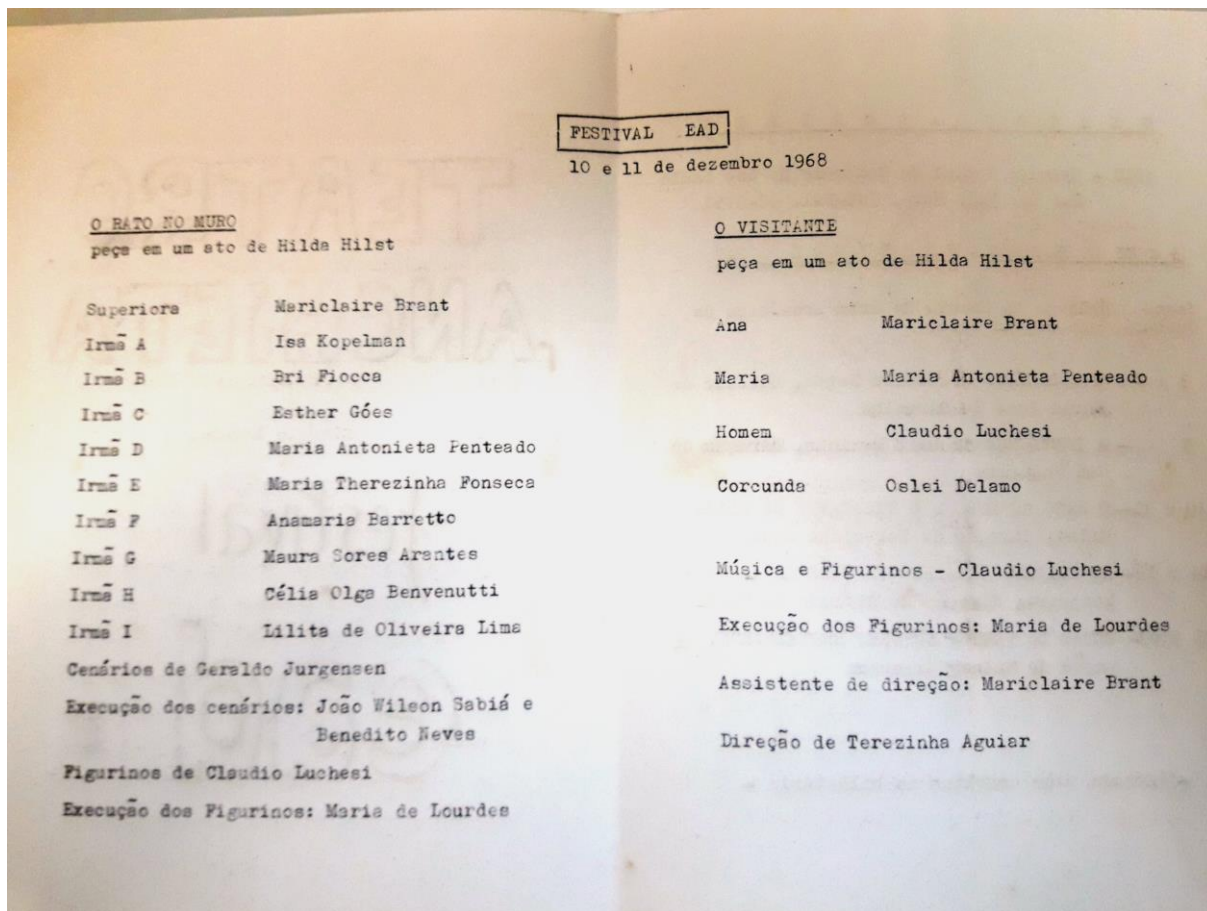 FESTIVAL EAD
10 e 11 de dezembro 1968
O RATO NO MURO
peça em um ato de Hilda Hilst
Superiora Mariclaire Brant
Irmã A Isa Kopelman
Irmã B Bri Fiocca
Irmã C Esther Góes
Irmã D Maria Antonieta Penteado
Irmã E Maria Therezinha Fonseca
Irmã F Anamaria Barretto
Irmã G Maura Sores Arantes
Irmã H Célia Olga Benvenutti
Irmã I Lilita de Oliveira Lima
Cenários de Geraldo Jurgensen
Execução dos cenários: João Wilson Sabiá e
Benedito Neves
Figurinos de Claudio Luchesi
Execução dos Figurinos: Maria de Lourdes
O VISITANTE
peça em um ato de Hilda Hilst
Ana Mariclaire Brant
Maria Maria Antonieta Penteado
Homem Claudio Luchesi
Corcunda Oslei Delamo
Música e Figurinos - Claudio Luchesi
Execução dos Figurinos: Maria de Lourdes
Assistente de direção: Mariclaire Brant
Direção de Terezinha Aguiar